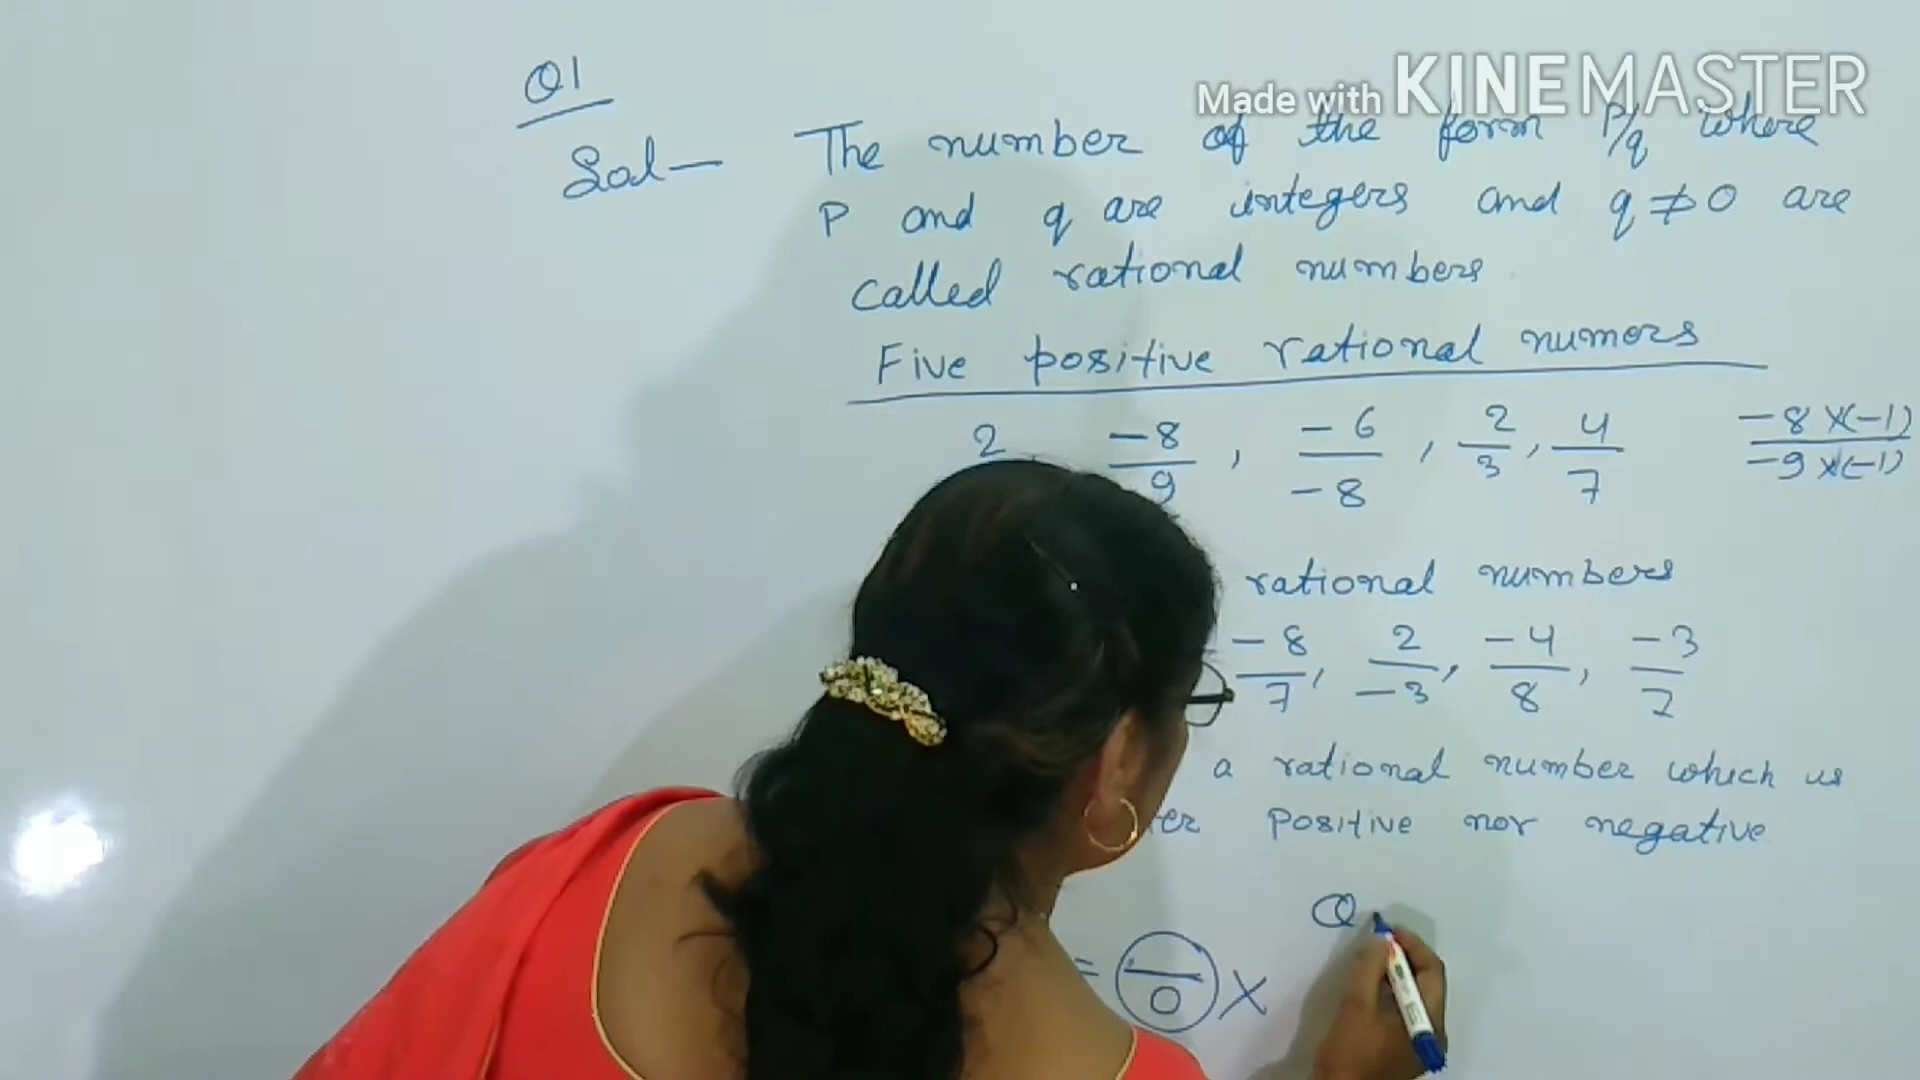 Made with KINEMASTER
Q1
Sol— The number of the form P/q where
P and q are integers and q ≠ 0 are
called rational numbers
Five positive rational numers
2 , -8/9 , -6/-8 , 2/3 , 4/7 -8×(-1)/-9×(-1)
rational numbers
-8/7 , 2/-3 , -4/8 , -3/2
a rational number which is
positive nor negative
Q
= —/0 X